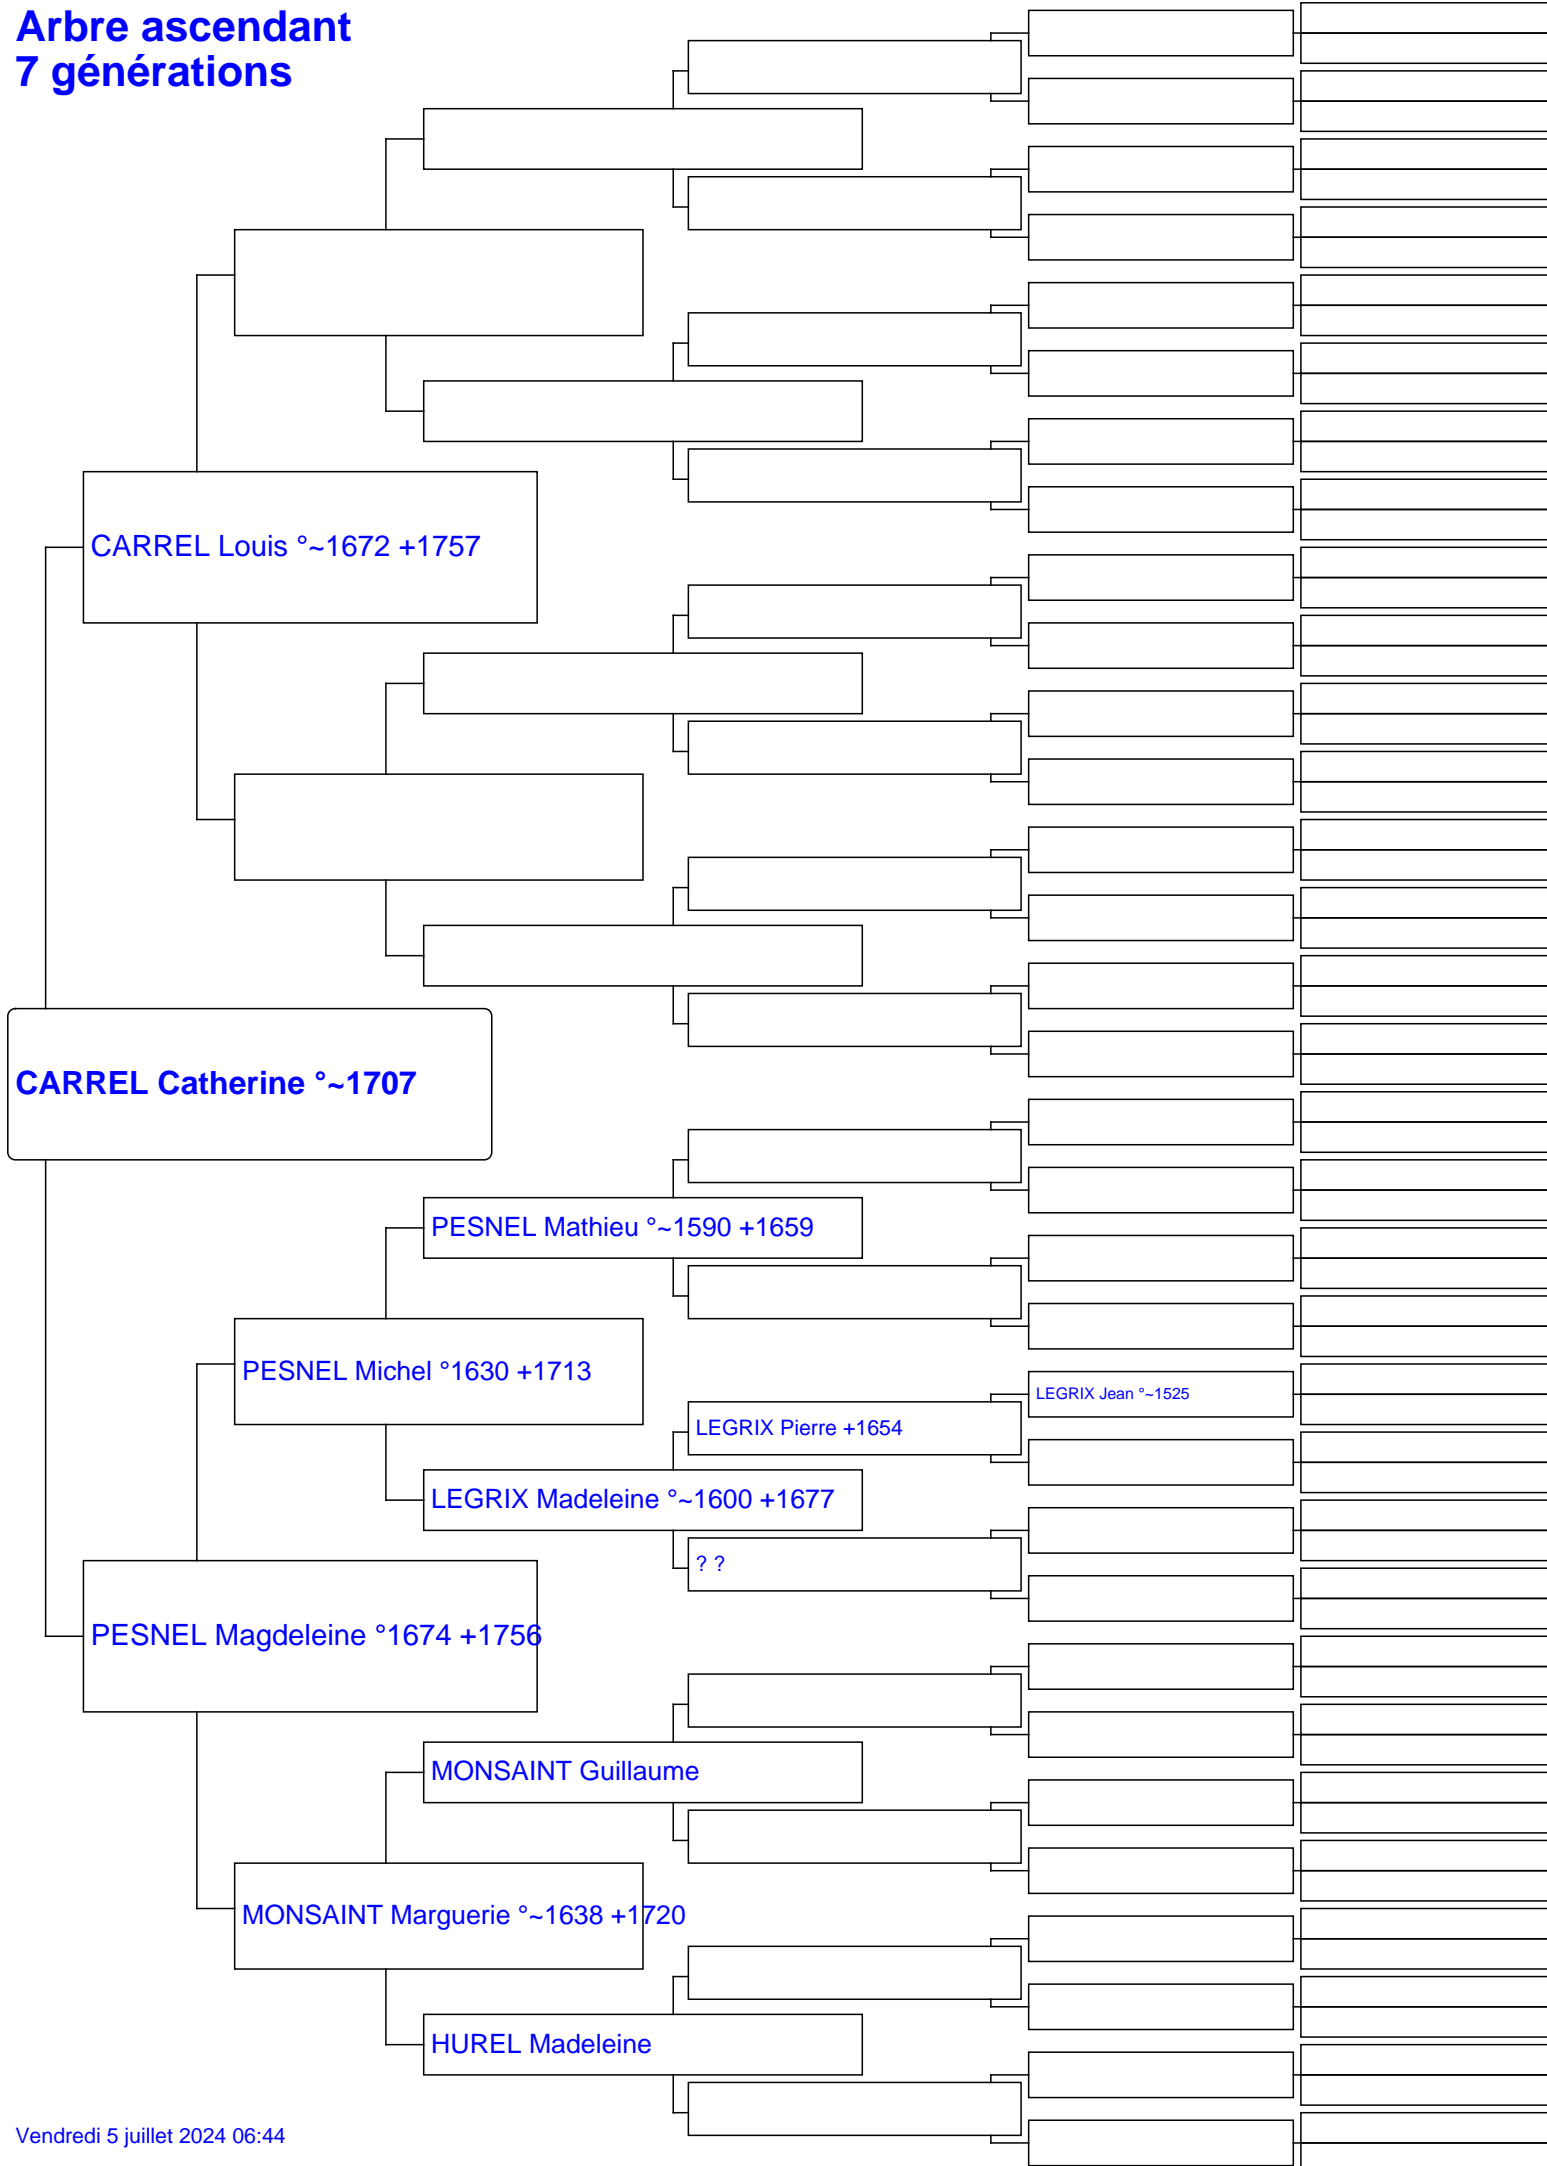 Arbre ascendant
7 générations
CARREL Louis °~1672 +1757
CARREL Catherine °~1707
PESNEL Mathieu °~1590 +1659
PESNEL Michel °1630 +1713
LEGRIX Jean °~1525
LEGRIX Pierre +1654
LEGRIX Madeleine °~1600 +1677
? ?
PESNEL Magdeleine °1674 +1756
MONSAINT Guillaume
MONSAINT Marguerie °~1638 +1720
HUREL Madeleine
Vendredi 5 juillet 2024 06:44